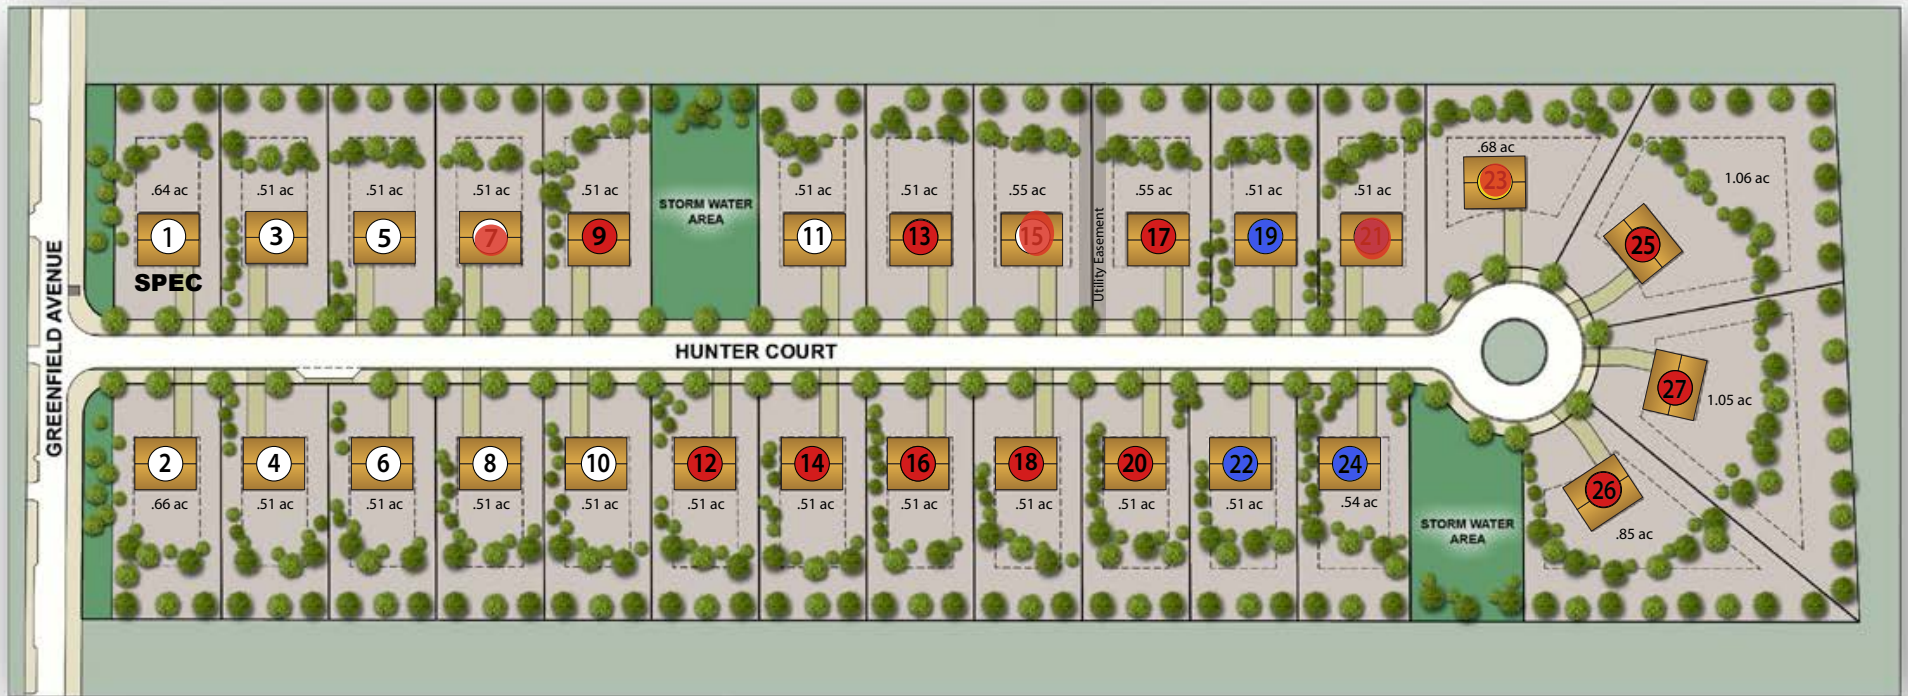 .64 ac
.51 ac
.51 ac
.51 ac
.51 ac
STORM WATER
AREA
.51 ac
.51 ac
.55 ac
Utility Easement
.55 ac
.51 ac
.51 ac
.68 ac
1.06 ac
1
3
5
7
9
11
13
15
17
19
21
23
25
SPEC
GREENFIELD AVENUE
HUNTER COURT
27
1.05 ac
2
4
6
8
10
12
14
16
18
20
22
24
26
.66 ac
.51 ac
.51 ac
.51 ac
.51 ac
.51 ac
.51 ac
.51 ac
.51 ac
.51 ac
.51 ac
.54 ac
STORM WATER
AREA
.85 ac